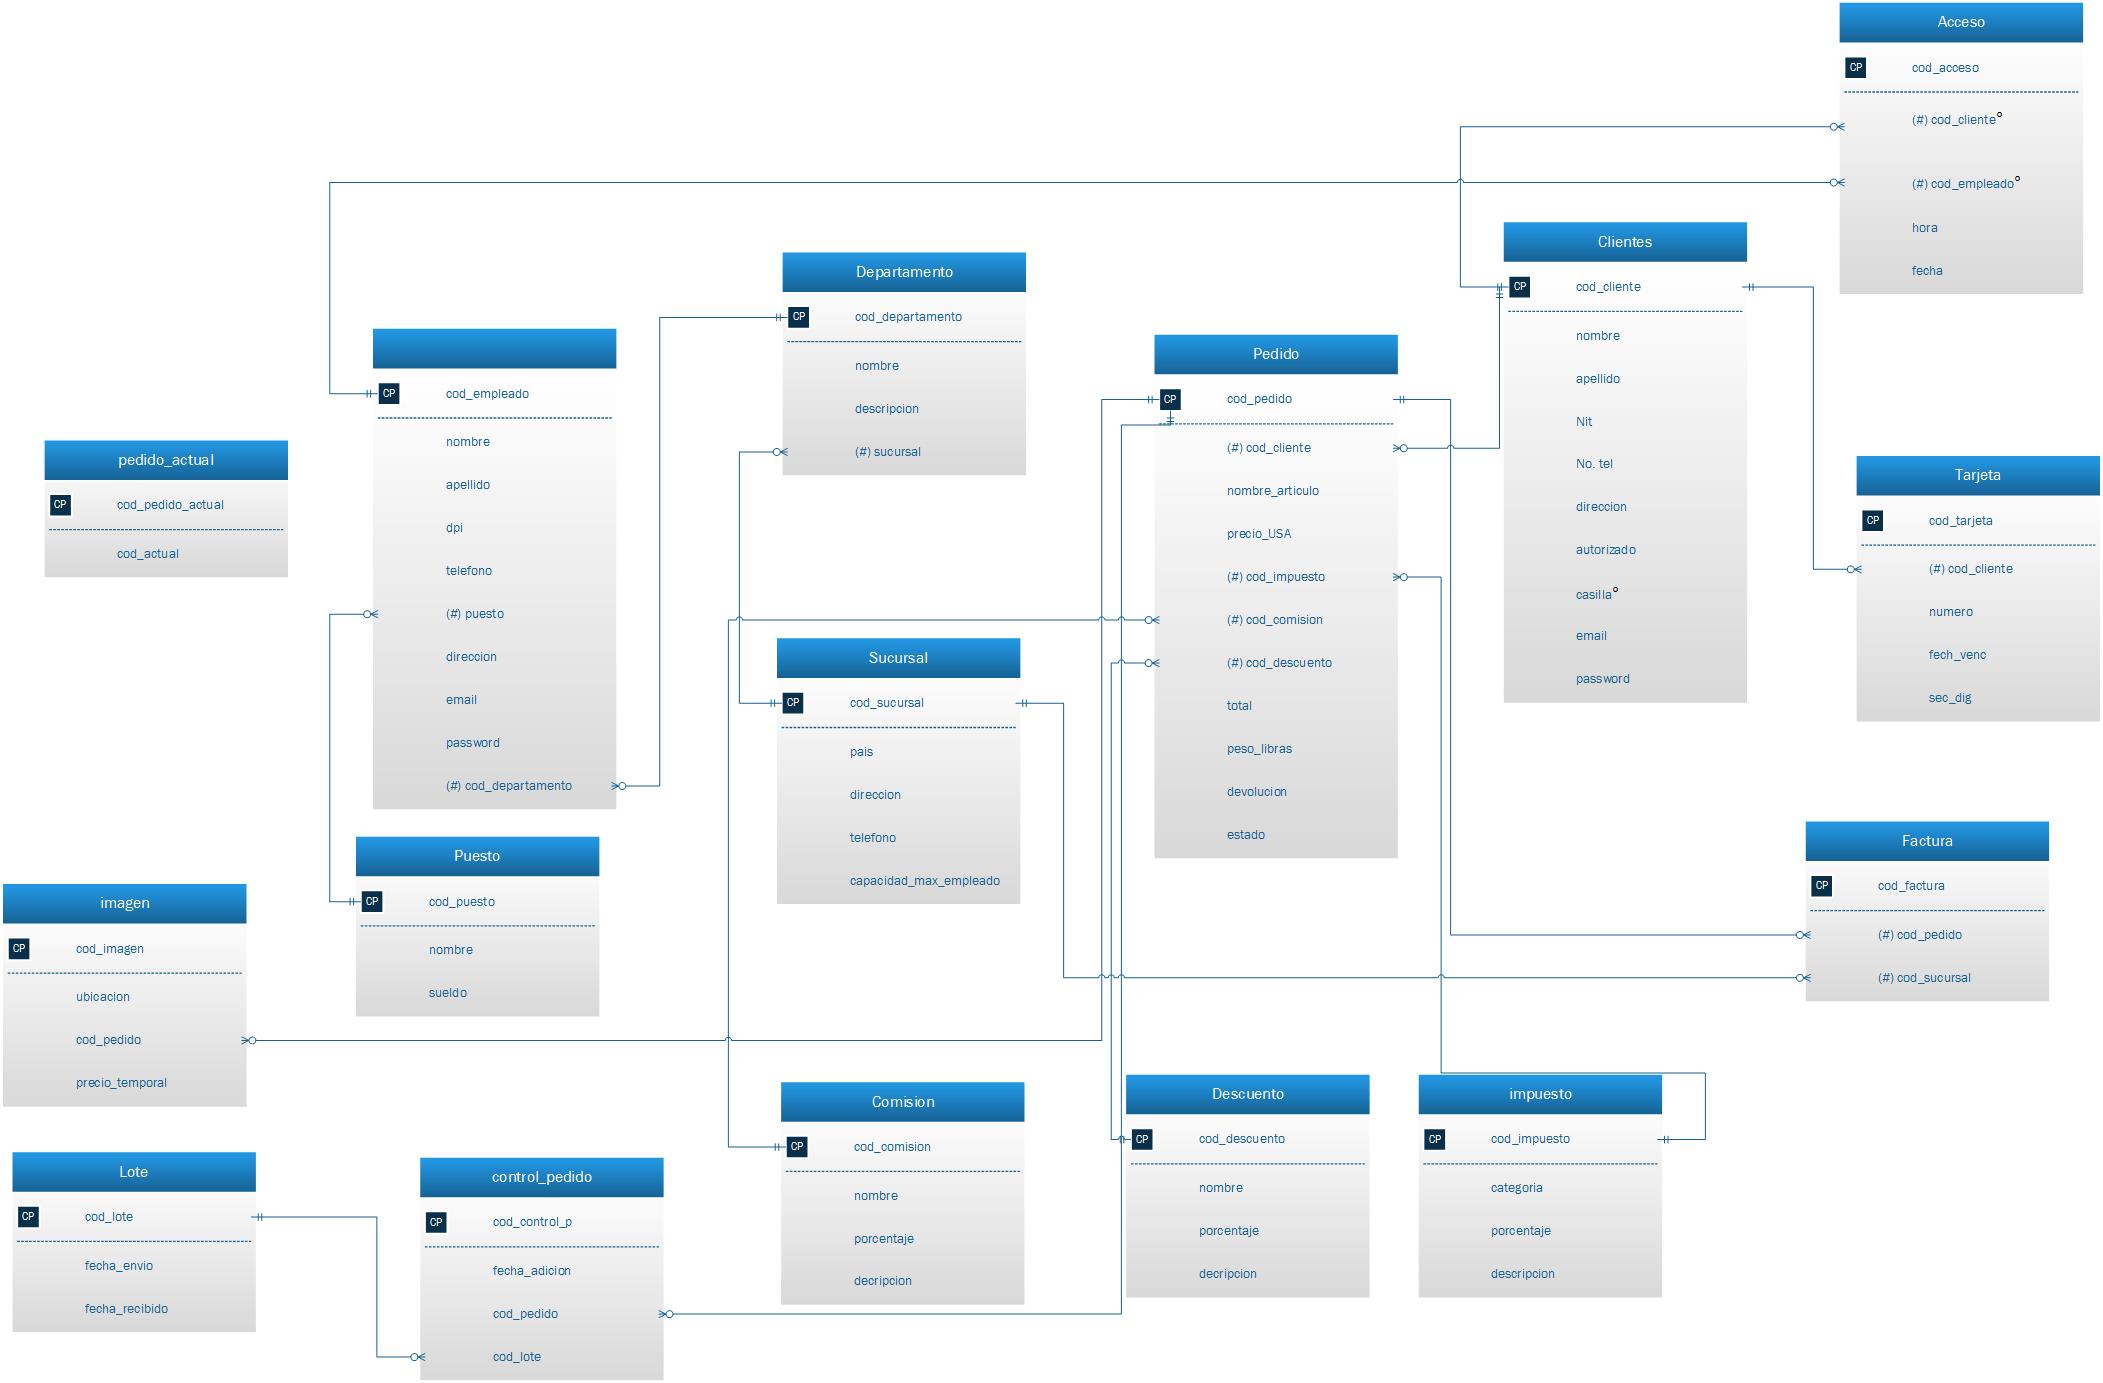 Acceso
CP cod_acceso
(#) cod_cliente°
(#) cod_empleado°
hora
fecha
Clientes
CP cod_cliente
nombre
apellido
Nit
No. tel
direccion
autorizado
casilla°
email
password
Departamento
CP cod_departamento
nombre
descripcion
(#) sucursal
CP cod_empleado
nombre
apellido
dpi
telefono
(#) puesto
direccion
email
password
(#) cod_departamento
Pedido
CP cod_pedido
(#) cod_cliente
nombre_articulo
precio_USA
(#) cod_impuesto
(#) cod_comision
(#) cod_descuento
total
peso_libras
devolucion
estado
pedido_actual
CP cod_pedido_actual
cod_actual
Tarjeta
CP cod_tarjeta
(#) cod_cliente
numero
fech_venc
sec_dig
Sucursal
CP cod_sucursal
pais
direccion
telefono
capacidad_max_empleado
Puesto
CP cod_puesto
nombre
sueldo
Factura
CP cod_factura
(#) cod_pedido
(#) cod_sucursal
imagen
CP cod_imagen
ubicacion
cod_pedido
precio_temporal
Comision
CP cod_comision
nombre
porcentaje
decripcion
Descuento
CP cod_descuento
nombre
porcentaje
decripcion
impuesto
CP cod_impuesto
categoria
porcentaje
descripcion
Lote
CP cod_lote
fecha_envio
fecha_recibido
control_pedido
CP cod_control_p
fecha_adicion
cod_pedido
cod_lote